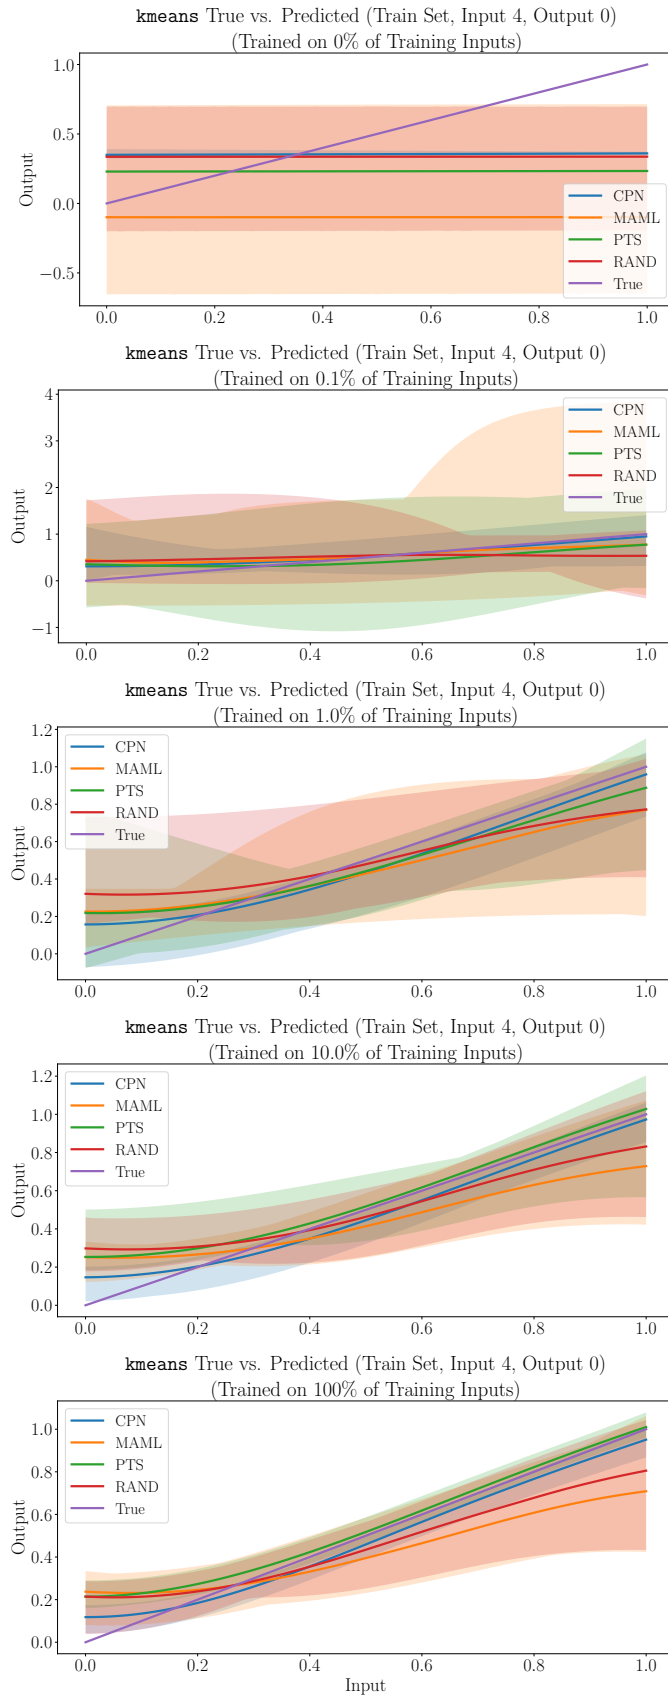 kmeans True vs. Predicted (Train Set, Input 4, Output 0)
(Trained on 0% of Training Inputs)
1.0
0.5
0.0
−0.5
Output
CPN
MAML
PTS
RAND
True
0.0 0.2 0.4 0.6 0.8 1.0
kmeans True vs. Predicted (Train Set, Input 4, Output 0)
(Trained on 0.1% of Training Inputs)
4
3
2
1
0
−1
Output
CPN
MAML
PTS
RAND
True
0.0 0.2 0.4 0.6 0.8 1.0
kmeans True vs. Predicted (Train Set, Input 4, Output 0)
(Trained on 1.0% of Training Inputs)
1.2
1.0
0.8
0.6
0.4
0.2
0.0
Output
CPN
MAML
PTS
RAND
True
0.0 0.2 0.4 0.6 0.8 1.0
kmeans True vs. Predicted (Train Set, Input 4, Output 0)
(Trained on 10.0% of Training Inputs)
1.2
1.0
0.8
0.6
0.4
0.2
0.0
Output
CPN
MAML
PTS
RAND
True
0.0 0.2 0.4 0.6 0.8 1.0
kmeans True vs. Predicted (Train Set, Input 4, Output 0)
(Trained on 100% of Training Inputs)
1.0
0.8
0.6
0.4
0.2
0.0
Output
CPN
MAML
PTS
RAND
True
0.0 0.2 0.4 0.6 0.8 1.0
Input